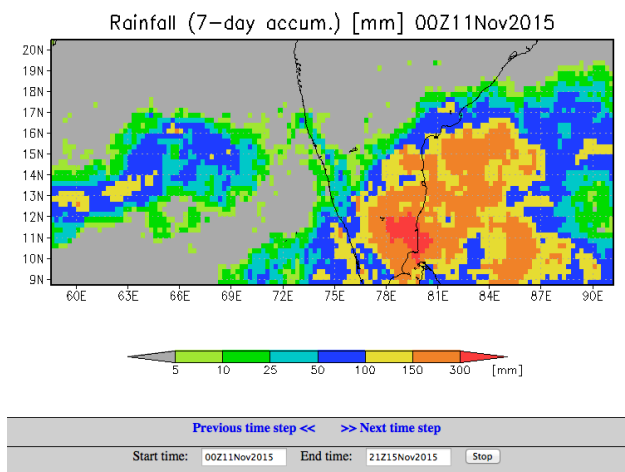 Rainfall (7-day accum.) [mm] 00Z11Nov2015
20N
19N
18N
17N
16N
15N
14N
13N
12N
11N
10N
9N
60E 63E 66E 69E 72E 75E 78E 81E 84E 87E 90E
5 10 25 50 100 150 300 [mm]
Previous time step << >> Next time step
Start time: 00Z11Nov2015 End time: 21Z15Nov2015 Stop